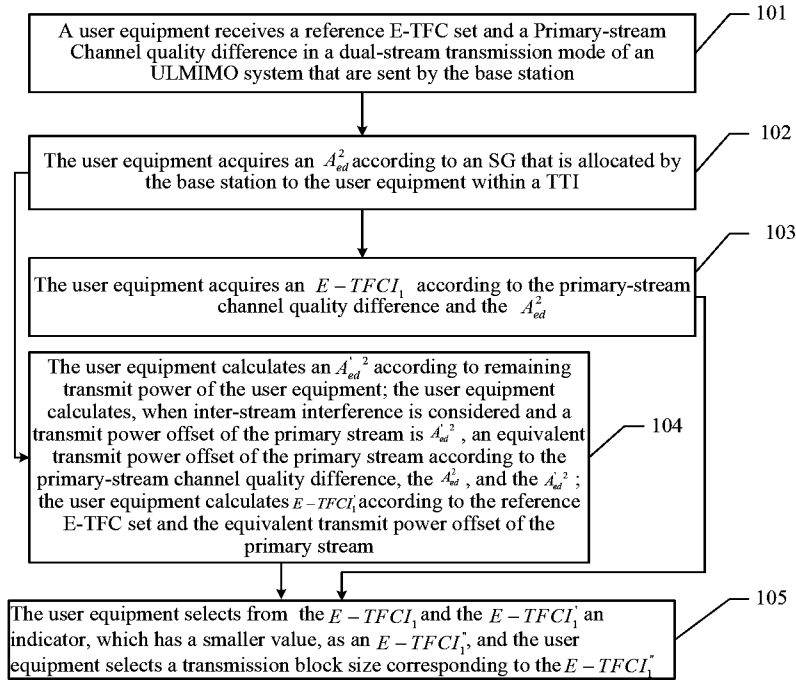 A user equipment receives a reference E-TFC set and a Primary-stream
Channel quality difference in a dual-stream transmission mode of an
ULMIMO system that are sent by the base station
101
The user equipment acquires an A²ed according to an SG that is allocated by
the base station to the user equipment within a TTI
102
The user equipment acquires an E−TFCI₁ according to the primary-stream
channel quality difference and the A²ed
103
The user equipment calculates an A'ed² according to remaining
transmit power of the user equipment; the user equipment
calculates, when inter-stream interference is considered and a
transmit power offset of the primary stream is A'ed², an equivalent
transmit power offset of the primary stream according to the
primary-stream channel quality difference, the A²ed, and the A'ed²;
the user equipment calculates E−TFCI₁' according to the reference
E-TFC set and the equivalent transmit power offset of the
primary stream
104
The user equipment selects from the E−TFCI₁ and the E−TFCI₁' an
indicator, which has a smaller value, as an E−TFCI₁", and the user
equipment selects a transmission block size corresponding to the E−TFCI₁"
105